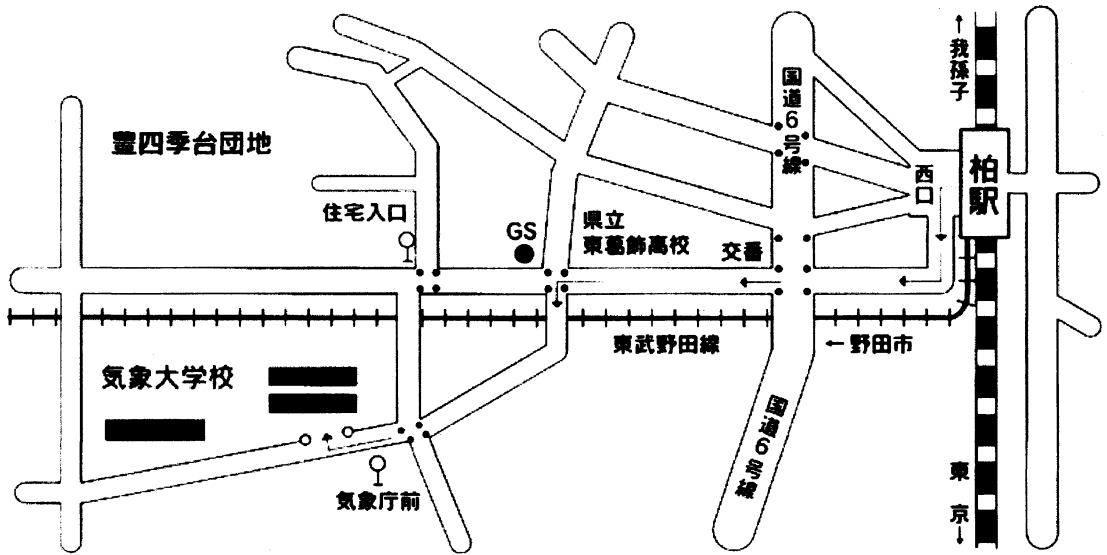 ↑
我孫子
国道6号線
豊四季台団地
柏駅
西口
住宅入口
GS
県立
東葛飾高校
交番
東武野田線
←野田市
気象大学校
国道6号線
東京
↓
気象庁前